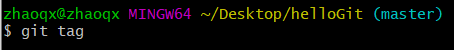 zhaoqx@zhaoqx MINGW64 ~/Desktop/helloGit (master)
$ git tag